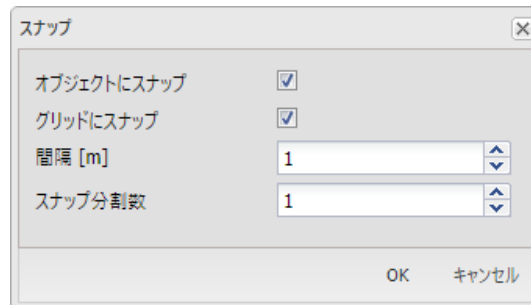 スナップ
オブジェクトにスナップ
グリッドにスナップ
間隔 [m] 1
スナップ分割数 1
OK キャンセル